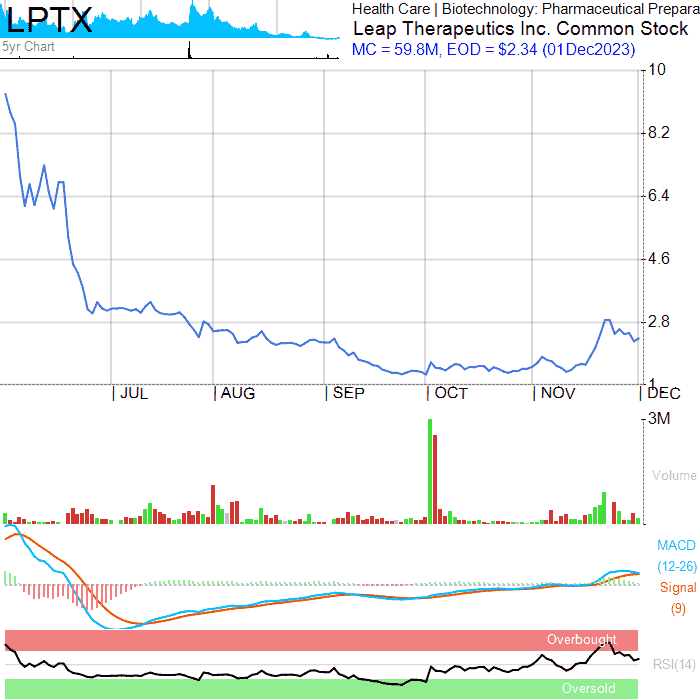 LPTX
5yr Chart
Health Care | Biotechnology: Pharmaceutical Prepara
Leap Therapeutics Inc. Common Stock
MC = 59.8M, EOD = $2.34 (01Dec2023)
10
8.2
6.4
4.6
2.8
1
| JUL | AUG | SEP | OCT | NOV | DEC
3M
Volume
MACD
(12-26)
Signal
(9)
Overbought
RSI(14)
Oversold